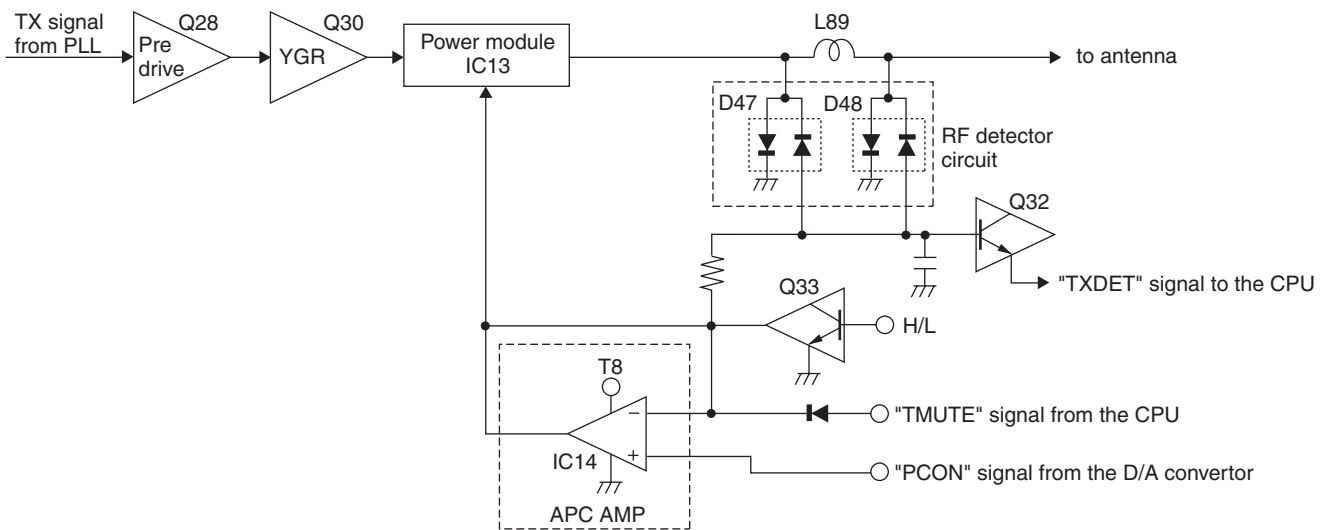 TX signal
from PLL
Q28
Pre
drive
Q30
YGR
Power module
IC13
L89
to antenna
D47
D48
RF detector
circuit
Q32
"TXDET" signal to the CPU
Q33
H/L
T8
−
+
IC14
APC AMP
"TMUTE" signal from the CPU
"PCON" signal from the D/A convertor